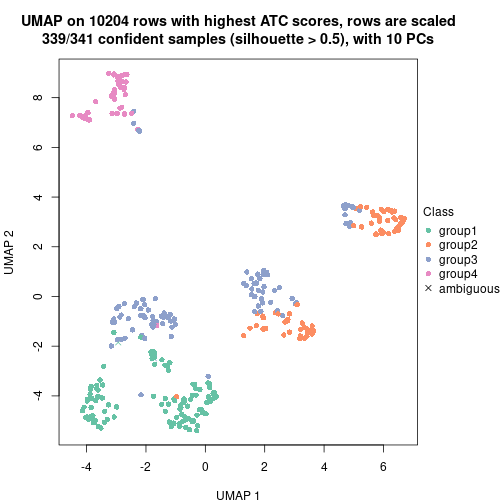 UMAP on 10204 rows with highest ATC scores, rows are scaled
339/341 confident samples (silhouette > 0.5), with 10 PCs
8
6
4
2
0
-2
-4
UMAP 2
-4 -2 0 2 4 6
UMAP 1
Class
group1
group2
group3
group4
ambiguous